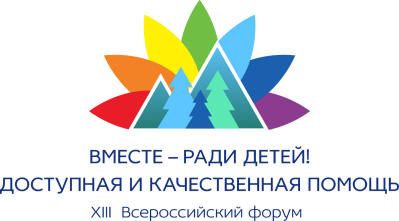 ВМЕСТЕ – РАДИ ДЕТЕЙ!
ДОСТУПНАЯ И КАЧЕСТВЕННАЯ ПОМОЩЬ
XIII Всероссийский форум